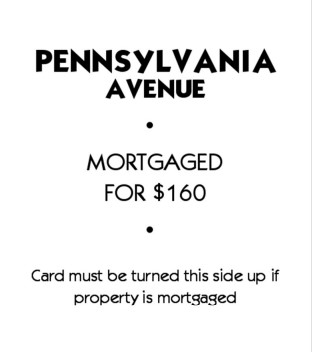 PENNSYLVANIA
AVENUE
•
MORTGAGED
FOR $160
•
Card must be turned this side up if
property is mortgaged